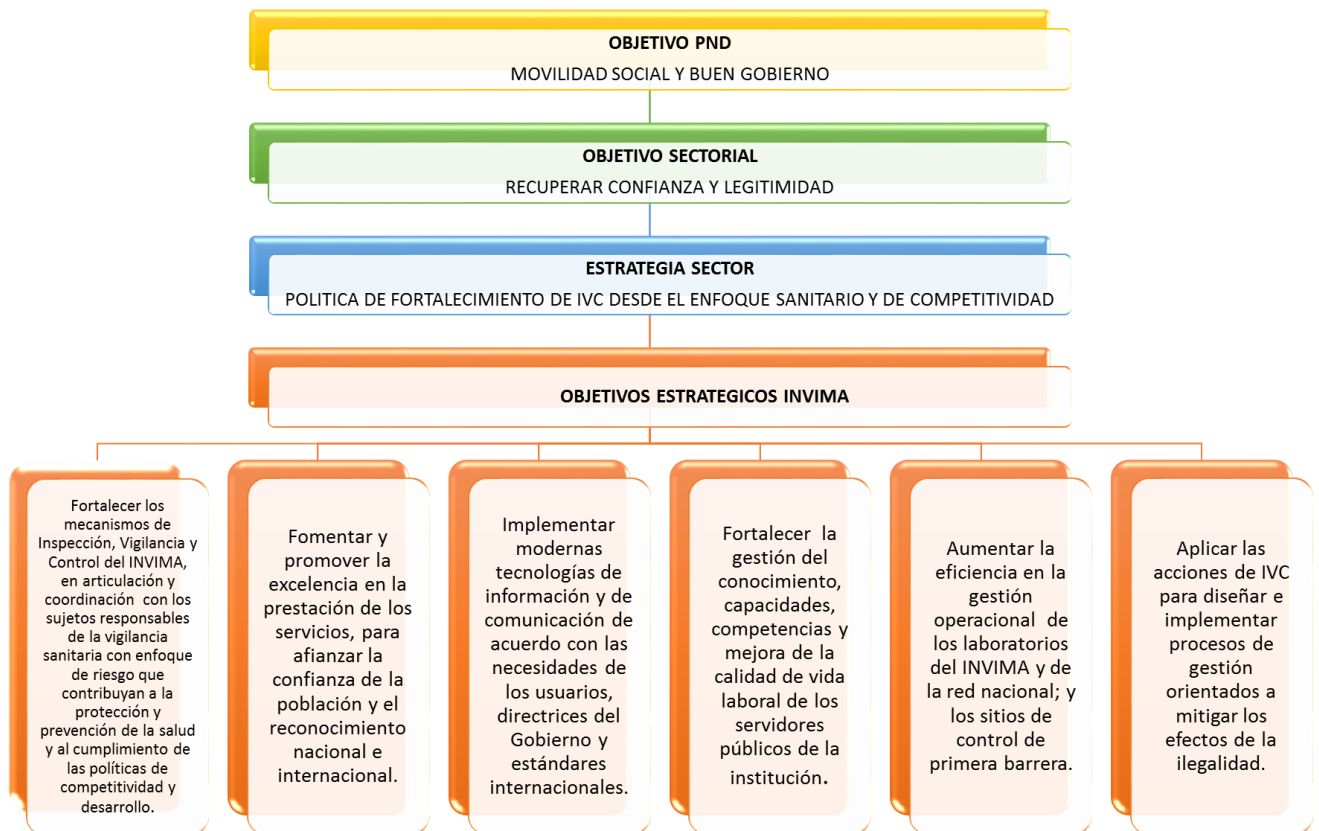 OBJETIVO PND
MOVILIDAD SOCIAL Y BUEN GOBIERNO
OBJETIVO SECTORIAL
RECUPERAR CONFIANZA Y LEGITIMIDAD
ESTRATEGIA SECTOR
POLITICA DE FORTALECIMIENTO DE IVC DESDE EL ENFOQUE SANITARIO Y DE COMPETITIVIDAD
OBJETIVOS ESTRATEGICOS INVIMA
Fortalecer los
mecanismos de
Inspección, Vigilancia y
Control del INVIMA,
en articulación y
coordinación con los
sujetos responsables
de la vigilancia
sanitaria con enfoque
de riesgo que
contribuyan a la
protección y
prevención de la salud
y al cumplimiento de
las políticas de
competitividad y
desarrollo.
Fomentar y
promover la
excelencia en la
prestación de los
servicios, para
afianzar la
confianza de la
población y el
reconocimiento
nacional e
internacional.
Implementar
modernas
tecnologías de
información y de
comunicación de
acuerdo con las
necesidades de
los usuarios,
directrices del
Gobierno y
estándares
internacionales.
Fortalecer la
gestión del
conocimiento,
capacidades,
competencias y
mejora de la
calidad de vida
laboral de los
servidores
públicos de la
institución.
Aumentar la
eficiencia en la
gestión
operacional de
los laboratorios
del INVIMA y de
la red nacional; y
los sitios de
control de
primera barrera.
Aplicar las
acciones de IVC
para diseñar e
implementar
procesos de
gestión
orientados a
mitigar los
efectos de la
ilegalidad.